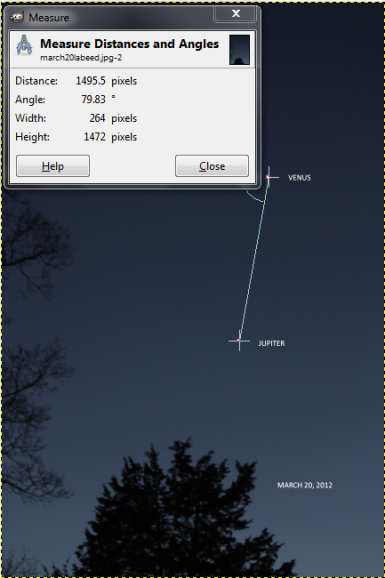 Measure
X
Measure Distances and Angles
march20labeed.jpg-2
Distance: 1495.5 pixels
Angle: 79.83 °
Width: 264 pixels
Height: 1472 pixels
Help
Close
VENUS
JUPITER
MARCH 20, 2012